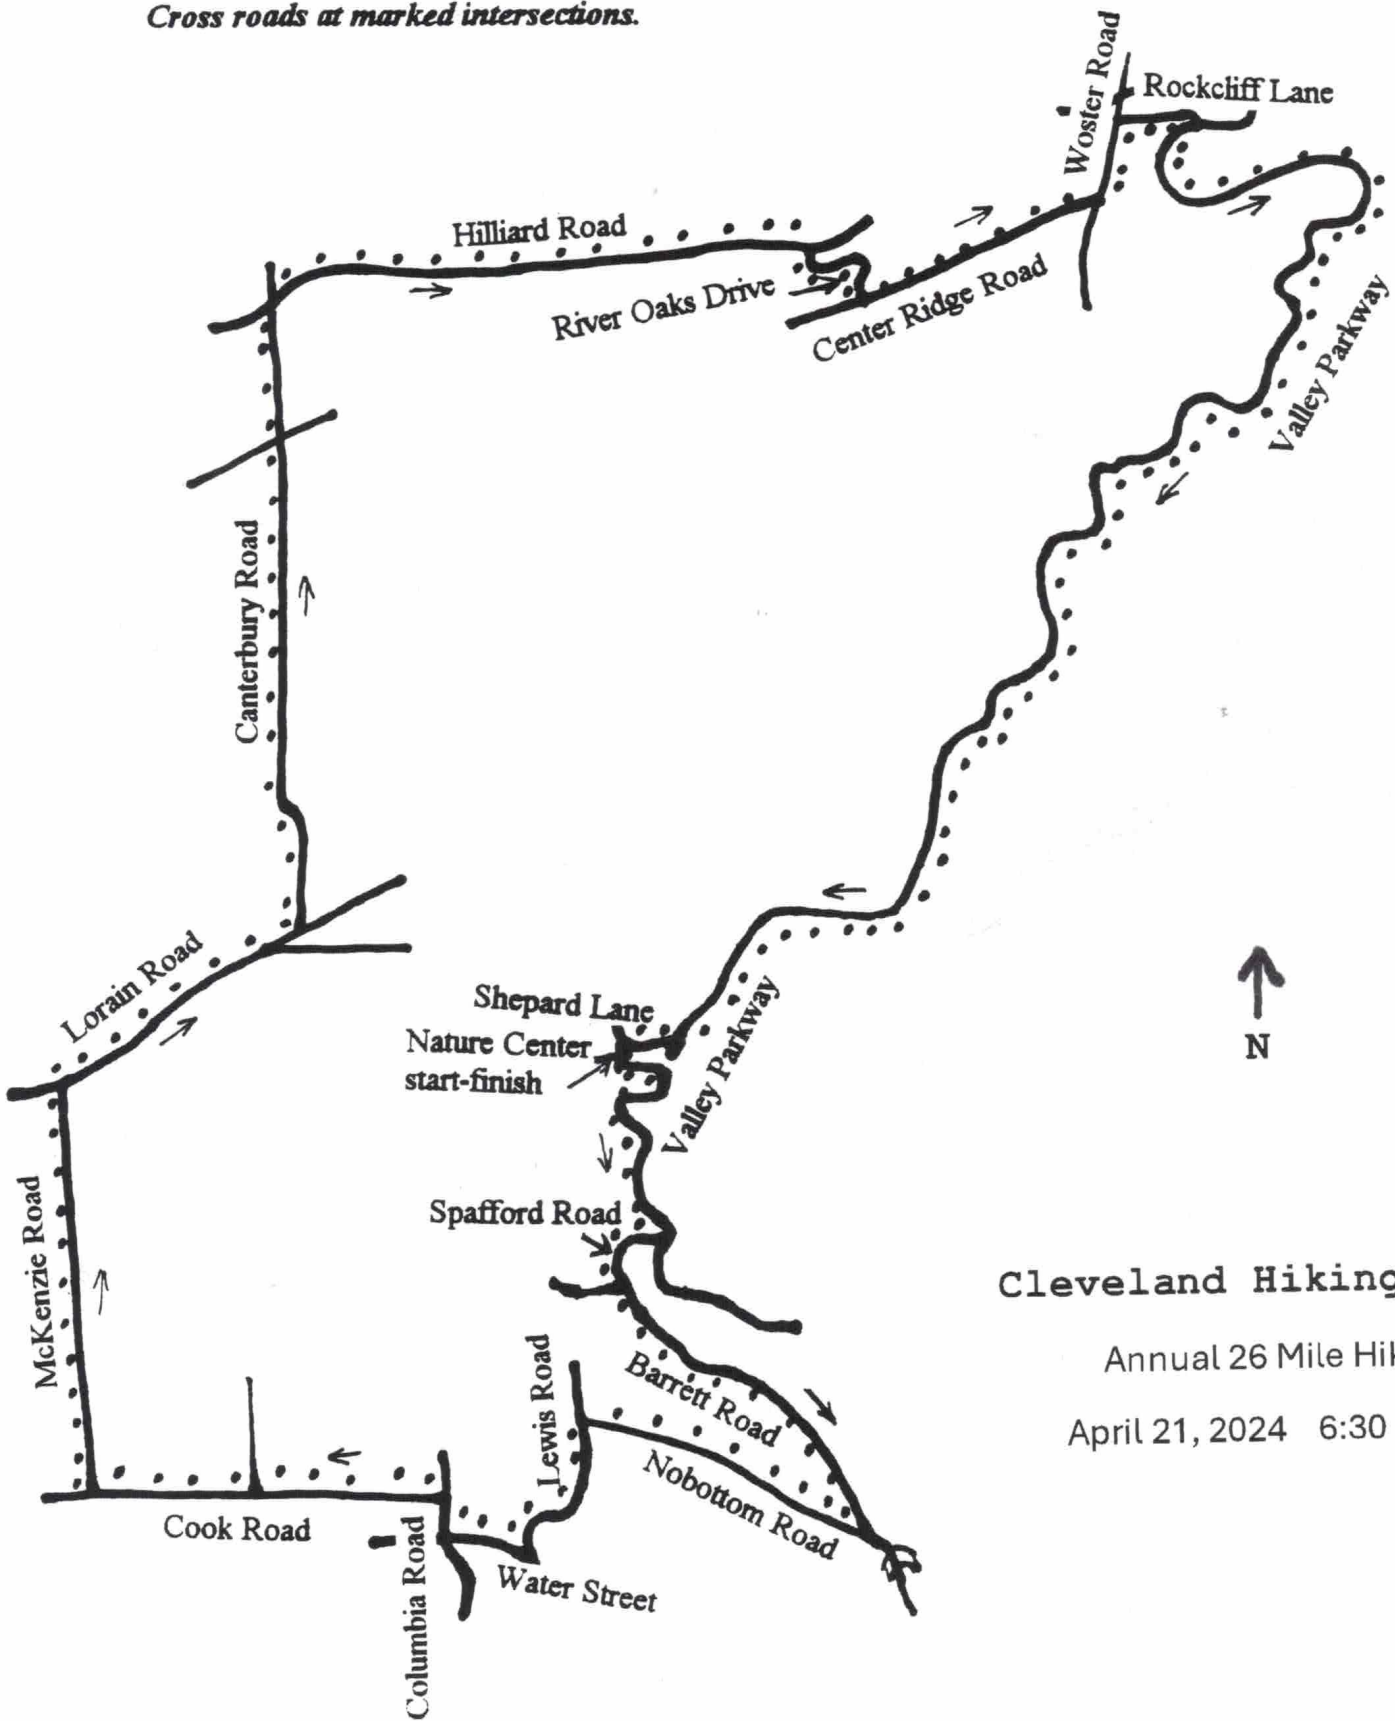 Cross roads at marked intersections.
Woster Road
Rockcliff Lane
Hilliard Road
River Oaks Drive
Center Ridge Road
Valley Parkway
Canterbury Road
Lorain Road
Shepard Lane
Nature Center
start-finish
Valley Parkway
N
McKenzie Road
Spafford Road
Cleveland Hiking
Annual 26 Mile Hik
April 21, 2024 6:30
Lewis Road
Barrett Road
Nobottom Road
Cook Road
Columbia Road
Water Street